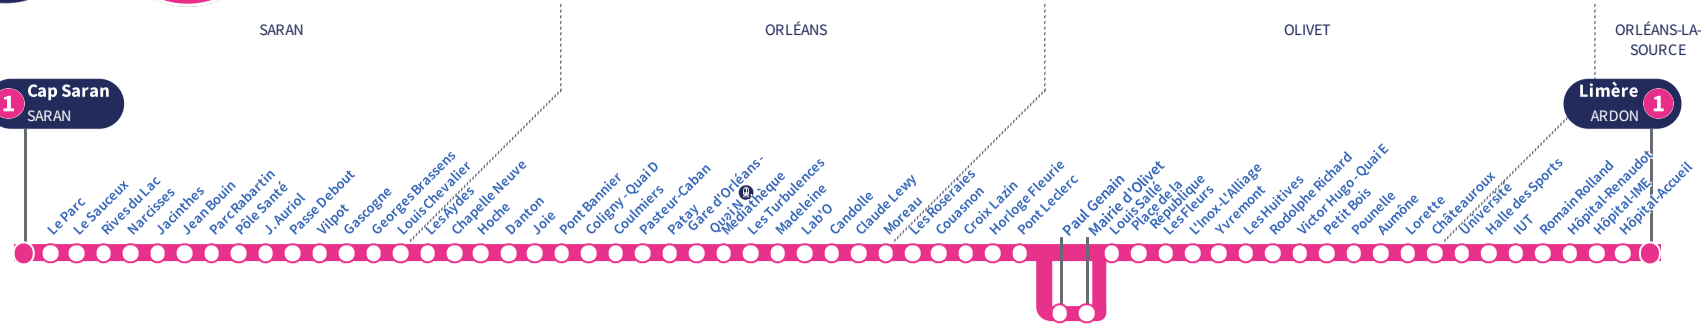 SARAN
ORLÉANS
OLIVET
ORLÉANS-LA-
SOURCE
1
Cap Saran
SARAN
Limère
ARDON
1
Le Parc
Le Sauceux
Rives du Lac
Narcisses
Jacinthes
Jean Bouin
Parc Rabartin
Pôle Santé
J. Auriol
Passe Debout
Vilpot
Gascogne
Georges Brassens
Louis Chevalier
Les Aydes
Chapelle Neuve
Hoche
Danton
Joie
Pont Bannier
Coligny - Quai D
Coulmiers
Pasteur-Caban
Patay
Gare d'Orléans -
Quai N
Médiathèque
Les Turbulences
Madeleine
Lab'O
Candolle
Claude Lewy
Moreau
Les Roseraies
Couasnon
Croix Lazin
Horloge Fleurie
Pont Leclerc
Paul Genain
Mairie d'Olivet
Louis Sallé
Place de la
République
Les Fleurs
L'Inox - L'Alliage
Yvremont
Les Huitives
Rodolphe Richard
Victor Hugo - Quai E
Petit Bois
Pounelle
Aumône
Lorette
Châteauroux
Université
Halle des Sports
IUT
Romain Rolland
Hôpital-Renaudot
Hôpital-IME
Hôpital-Accueil